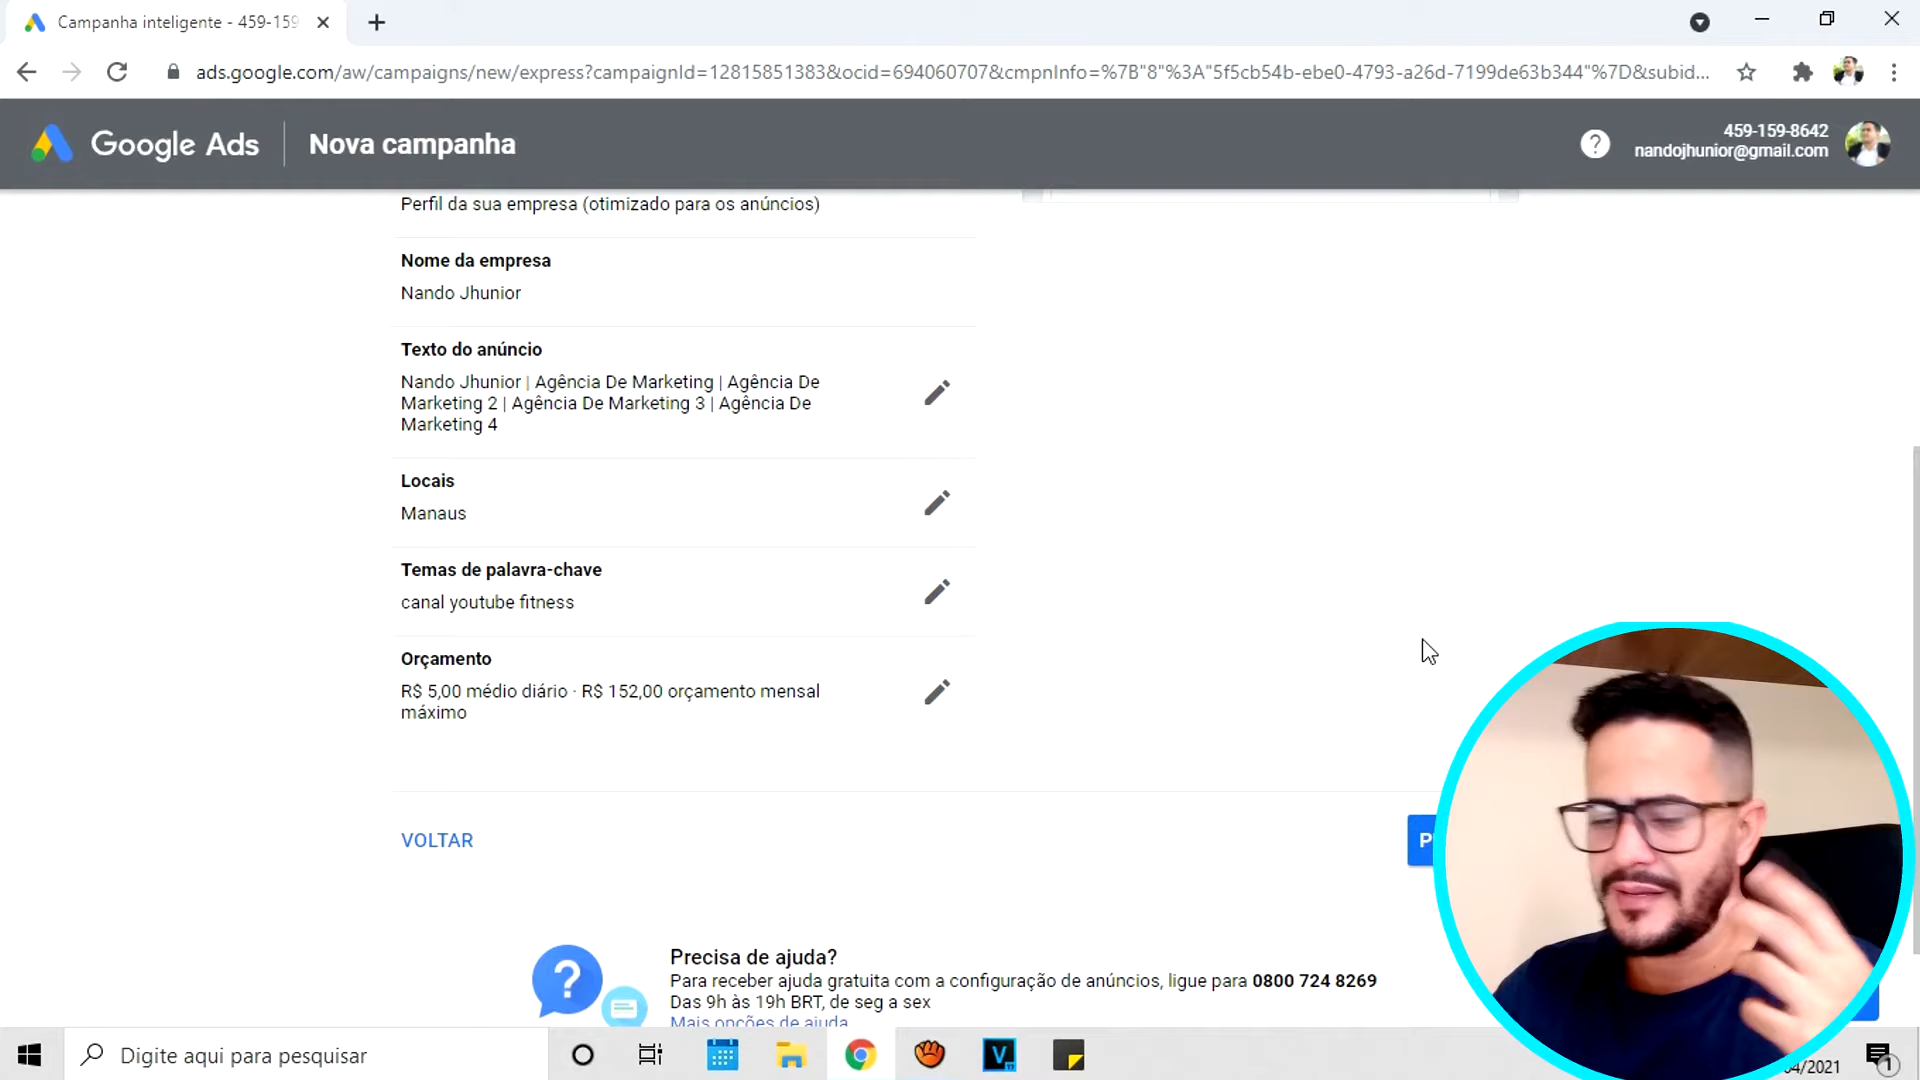 Campanha inteligente - 459-159
ads.google.com/aw/campaigns/new/express?campaignId=12815851383&ocid=694060707&cmpnInfo=%7B"8"%3A"5f5cb54b-ebe0-4793-a26d-7199de63b344"%7D&subid...
Google Ads
Nova campanha
459-159-8642
nandojhunior@gmail.com
Perfil da sua empresa (otimizado para os anúncios)
Nome da empresa
Nando Jhunior
Texto do anúncio
Nando Jhunior | Agência De Marketing | Agência De
Marketing 2 | Agência De Marketing 3 | Agência De
Marketing 4
Locais
Manaus
Temas de palavra-chave
canal youtube fitness
Orçamento
R$ 5,00 médio diário · R$ 152,00 orçamento mensal
máximo
VOLTAR
P
Precisa de ajuda?
Para receber ajuda gratuita com a configuração de anúncios, ligue para 0800 724 8269
Das 9h às 19h BRT, de seg a sex
Mais opções de ajuda
Digite aqui para pesquisar
V
04/2021
1